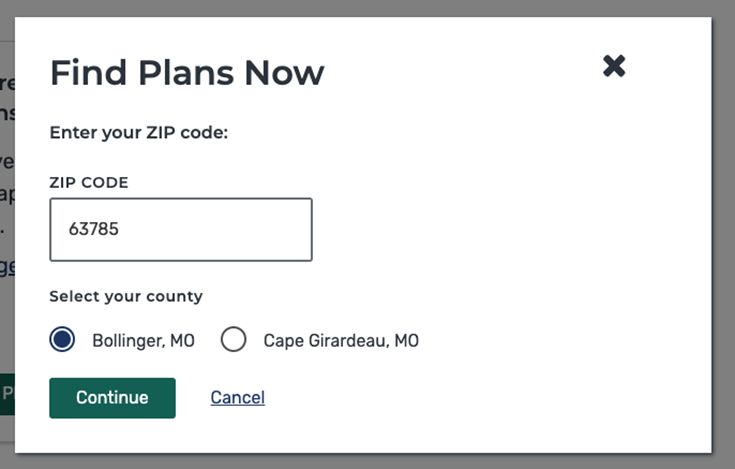 Find Plans Now
Enter your ZIP code:
ZIP CODE
63785
Select your county
Bollinger, MO Cape Girardeau, MO
Continue Cancel